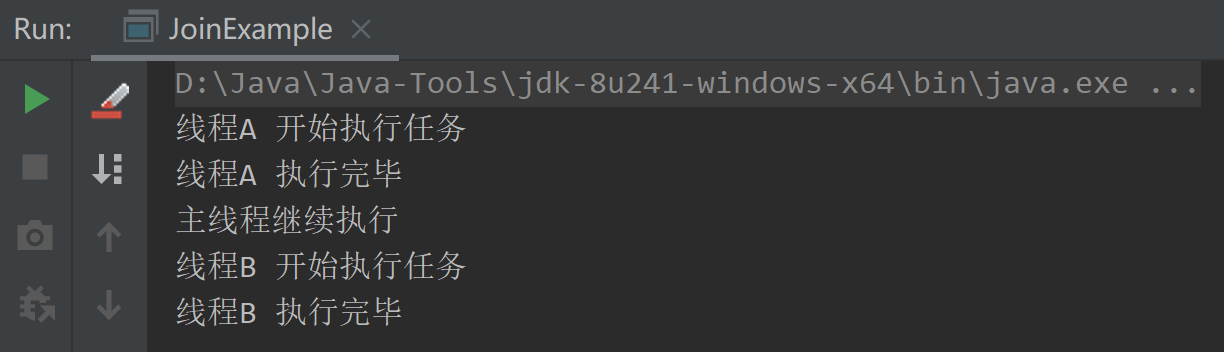 Run: JoinExample
D:\Java\Java-Tools\jdk-8u241-windows-x64\bin\java.exe ...
线程A 开始执行任务
线程A 执行完毕
主线程继续执行
线程B 开始执行任务
线程B 执行完毕